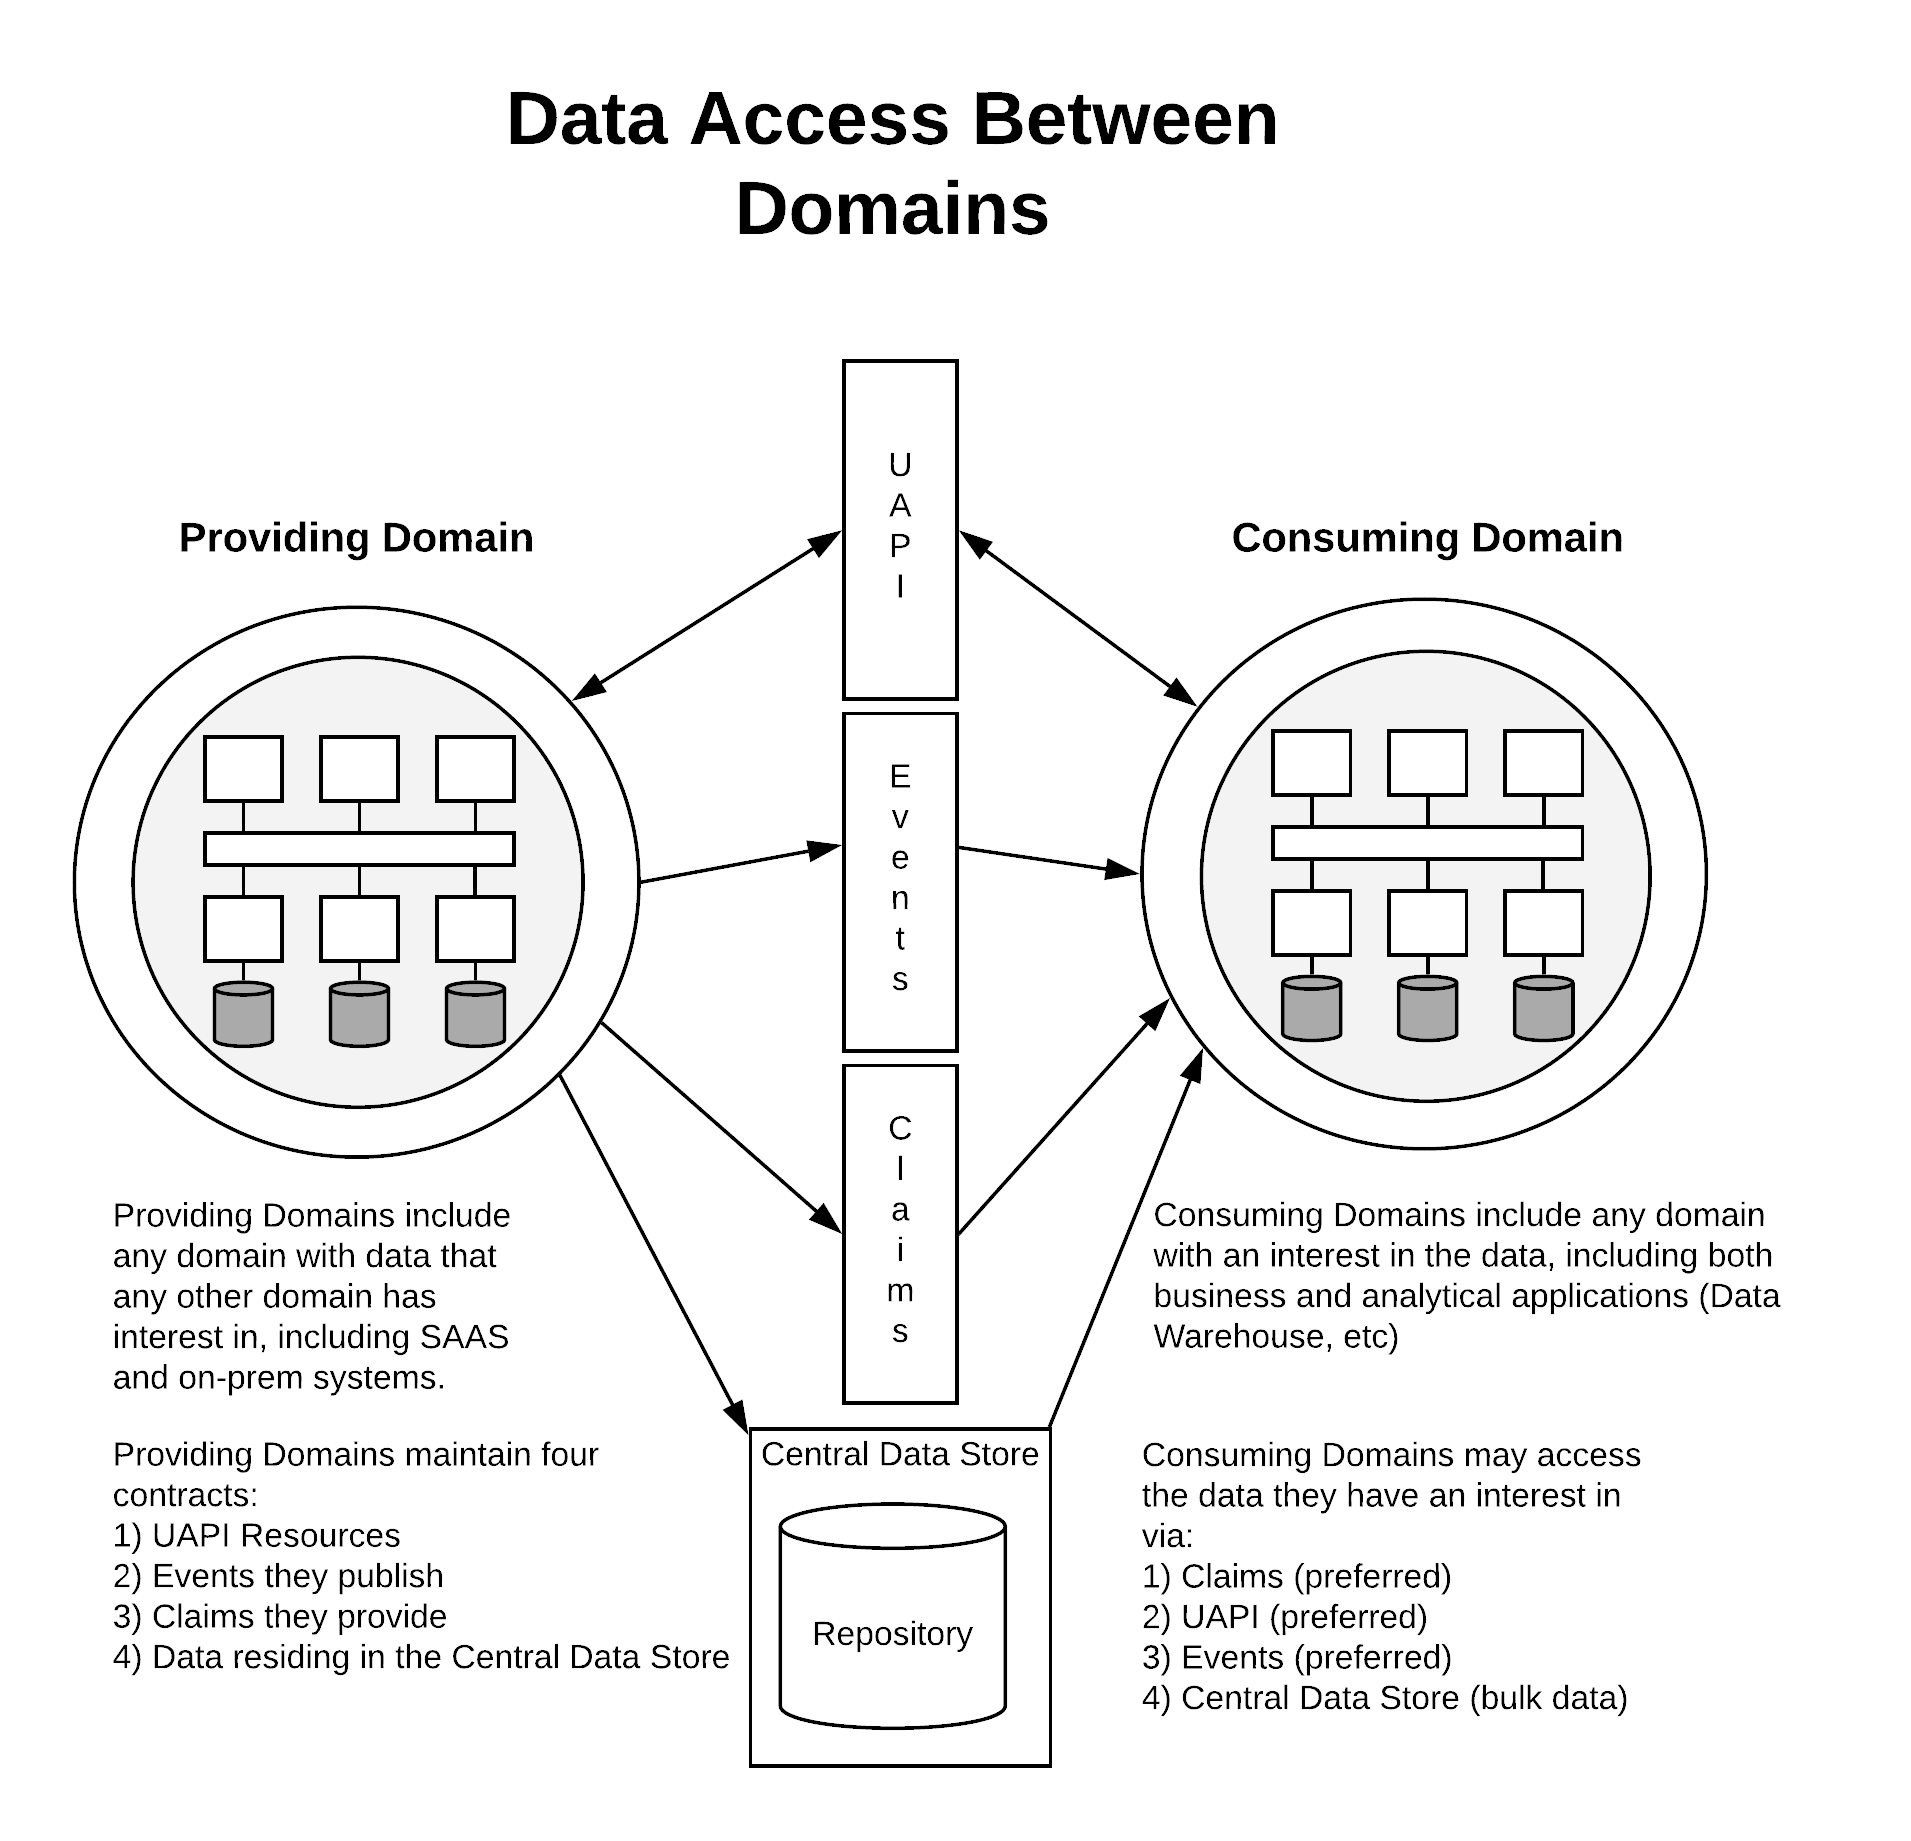 Data Access Between
Domains
Providing Domain
Consuming Domain
UAPI
Events
Claims
Providing Domains include
any domain with data that
any other domain has
interest in, including SAAS
and on-prem systems.
Providing Domains maintain four
contracts:
1) UAPI Resources
2) Events they publish
3) Claims they provide
4) Data residing in the Central Data Store
Central Data Store
Repository
Consuming Domains include any domain
with an interest in the data, including both
business and analytical applications (Data
Warehouse, etc)
Consuming Domains may access
the data they have an interest in
via:
1) Claims (preferred)
2) UAPI (preferred)
3) Events (preferred)
4) Central Data Store (bulk data)